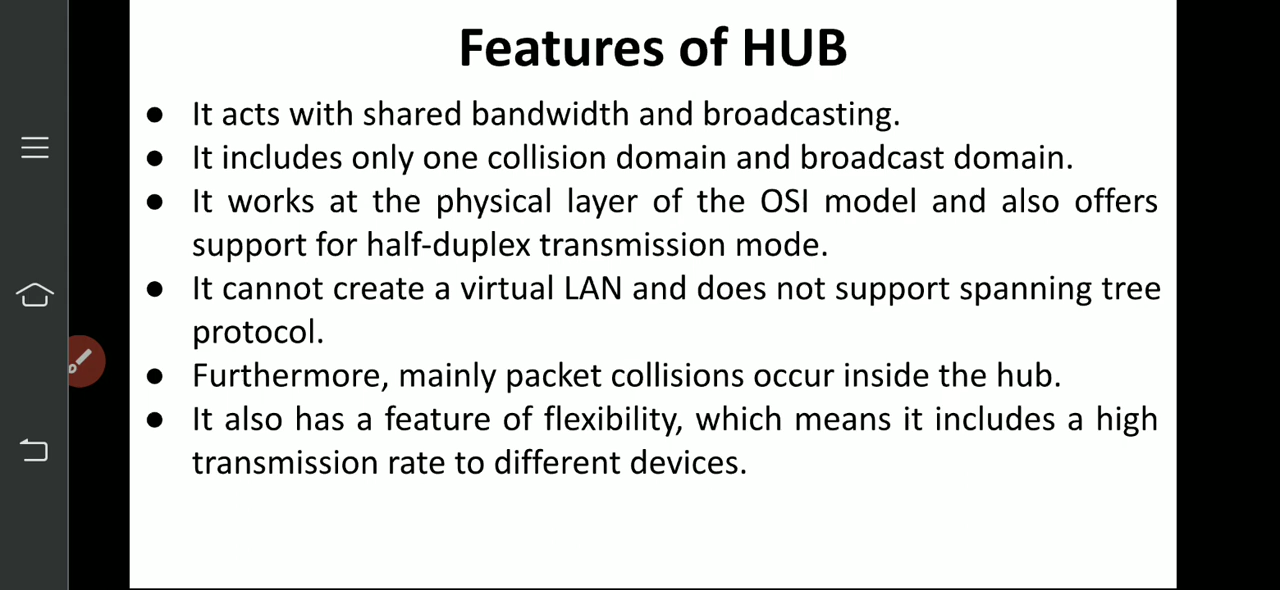 Features of HUB
● It acts with shared bandwidth and broadcasting.
● It includes only one collision domain and broadcast domain.
● It works at the physical layer of the OSI model and also offers
support for half-duplex transmission mode.
● It cannot create a virtual LAN and does not support spanning tree
protocol.
● Furthermore, mainly packet collisions occur inside the hub.
● It also has a feature of flexibility, which means it includes a high
transmission rate to different devices.